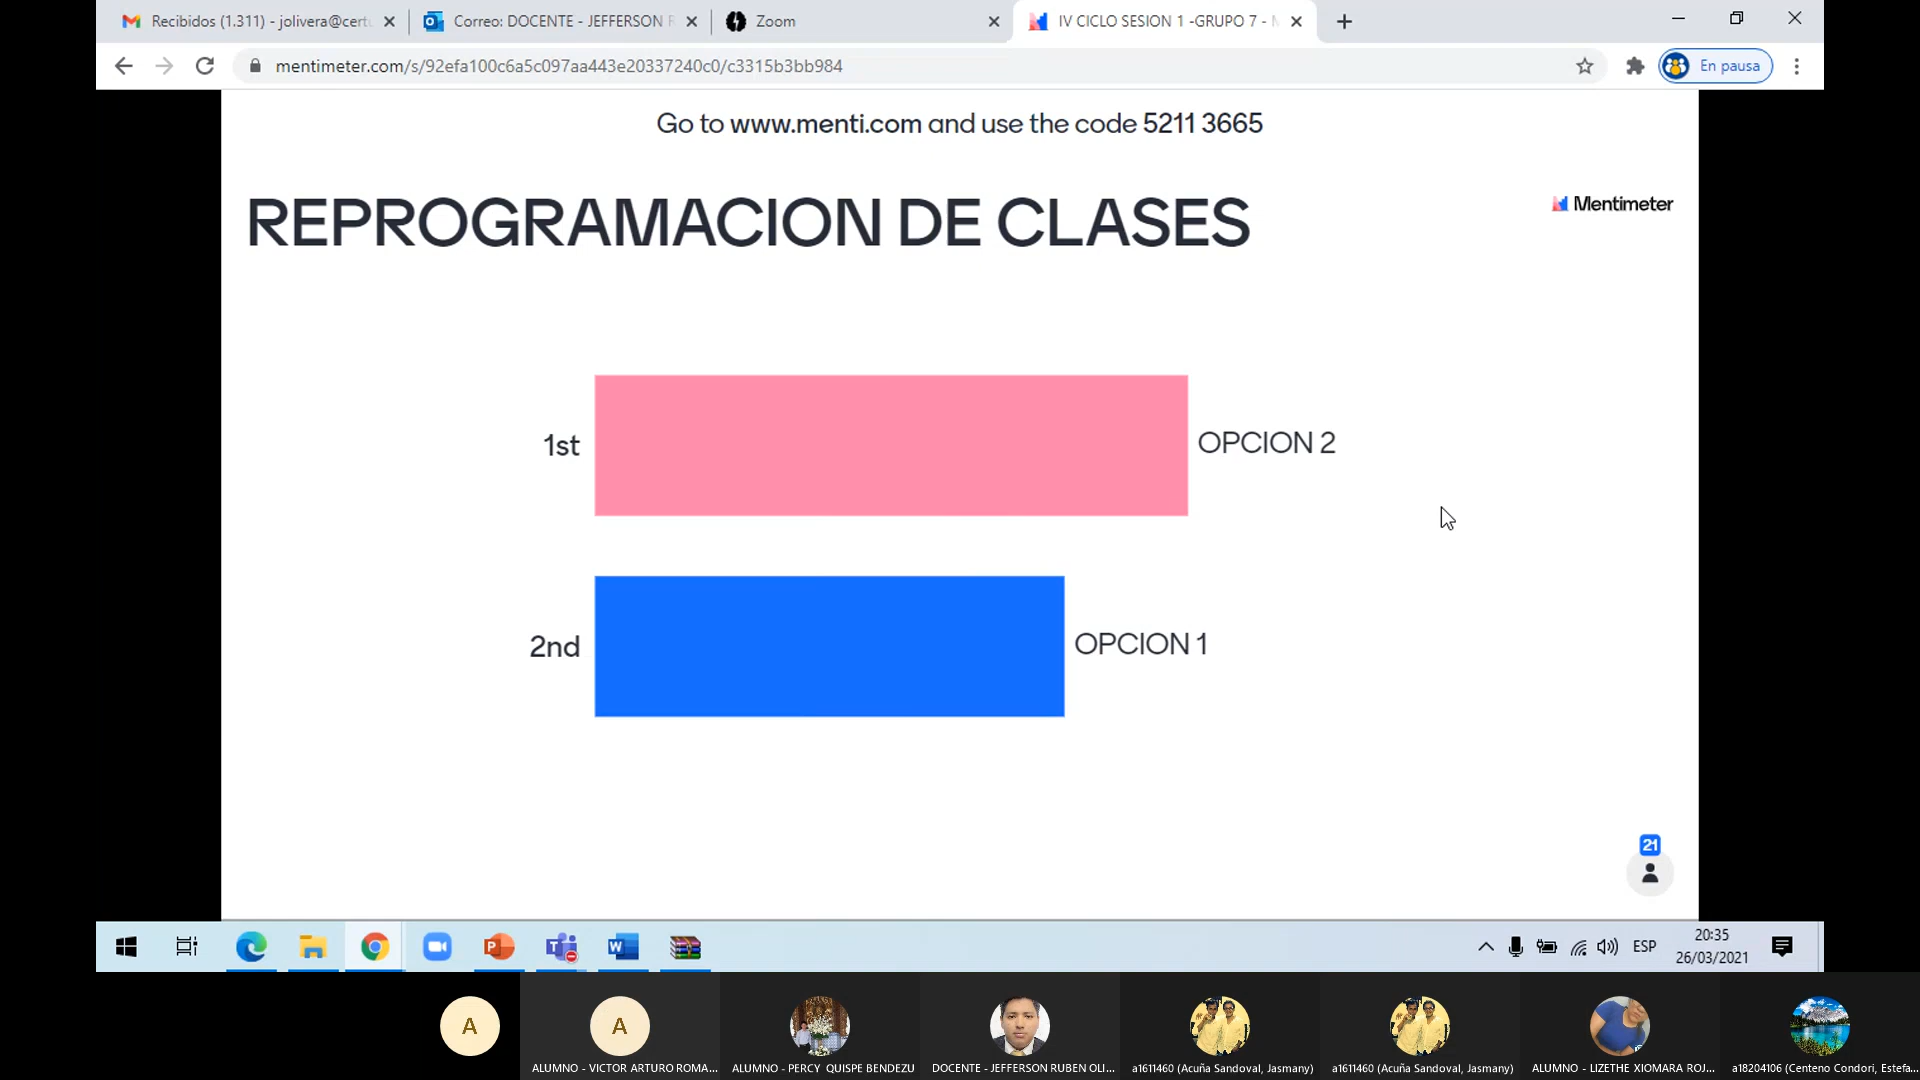 Recibidos (1.311) - jolivera@certu
Correo: DOCENTE - JEFFERSON R
Zoom
IV CICLO SESION 1 -GRUPO 7 - M
mentimeter.com/s/92efa100c6a5c097aa443e20337240c0/c3315b3bb984
En pausa
Go to www.menti.com and use the code 5211 3665
REPROGRAMACION DE CLASES
Mentimeter
1st
OPCION 2
2nd
OPCION 1
21
ESP
20:35
26/03/2021
A
A
ALUMNO - VICTOR ARTURO ROMA...
ALUMNO - PERCY QUISPE BENDEZU
DOCENTE - JEFFERSON RUBEN OLI...
a1611460 (Acuña Sandoval, Jasmany)
a1611460 (Acuña Sandoval, Jasmany)
ALUMNO - LIZETHE XIOMARA ROJ...
a18204106 (Centeno Condori, Estefa...